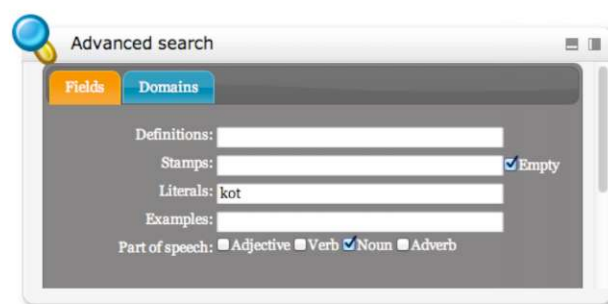 Advanced search
Fields Domains
Definitions:
Stamps: Empty
Literals: kot
Examples:
Part of speech: Adjective Verb Noun Adverb